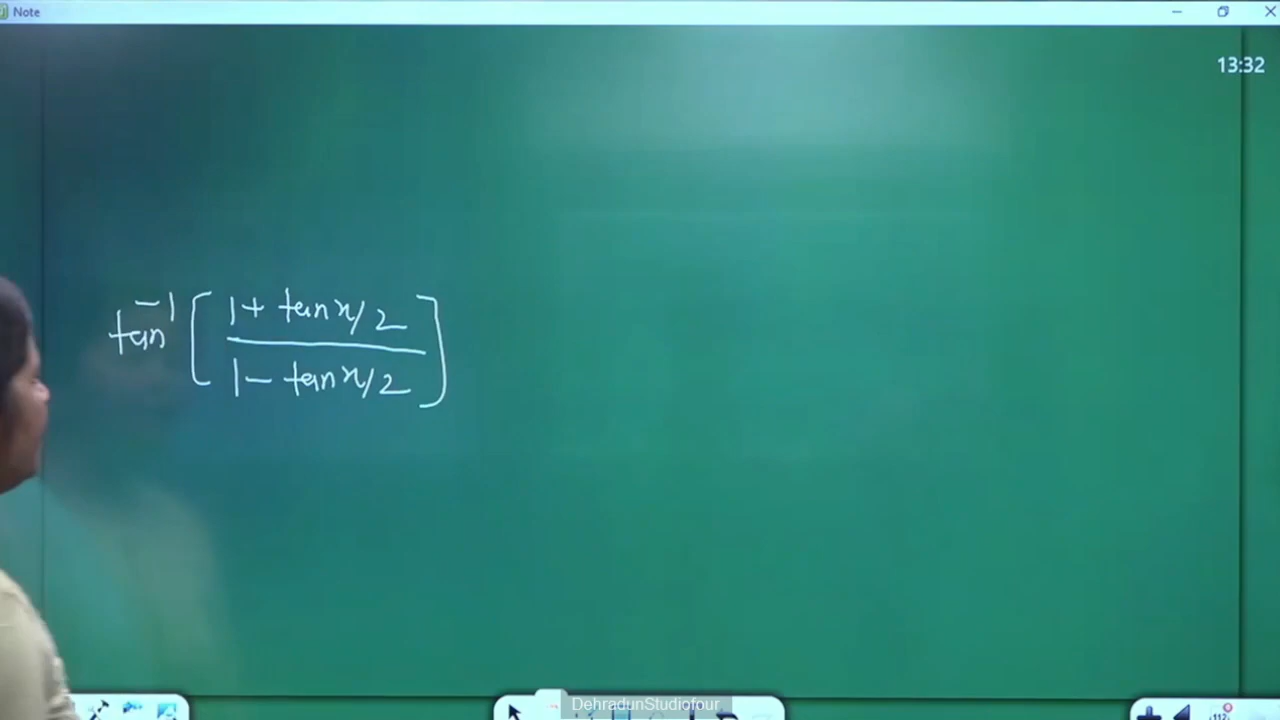 Note
13:32
tan⁻¹ [ (1 + tan x/2) / (1 - tan x/2) ]
DehradunStudiofour